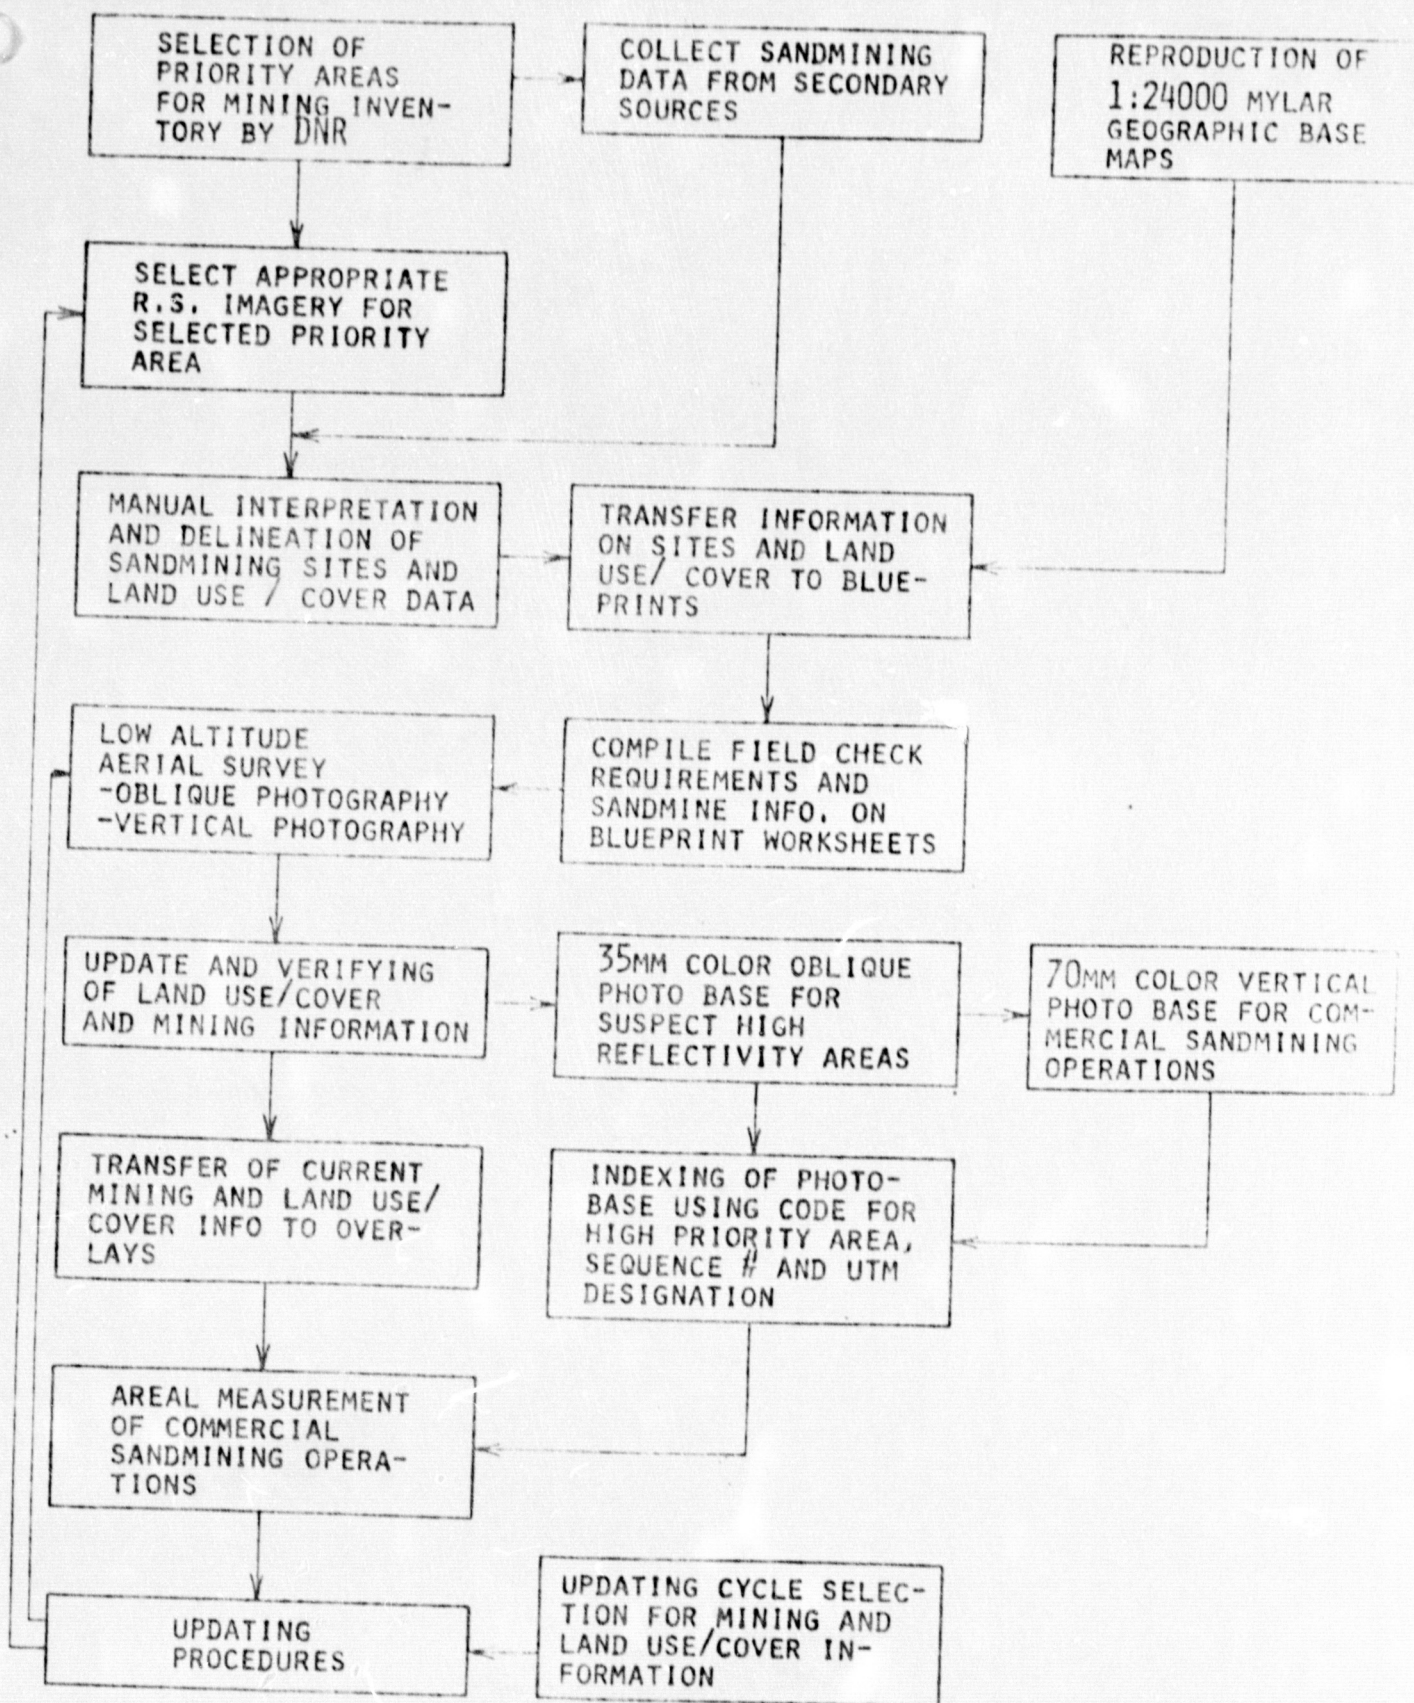 SELECTION OF
PRIORITY AREAS
FOR MINING INVEN-
TORY BY DNR
COLLECT SANDMINING
DATA FROM SECONDARY
SOURCES
REPRODUCTION OF
1:24000 MYLAR
GEOGRAPHIC BASE
MAPS
SELECT APPROPRIATE
R.S. IMAGERY FOR
SELECTED PRIORITY
AREA
MANUAL INTERPRETATION
AND DELINEATION OF
SANDMINING SITES AND
LAND USE / COVER DATA
TRANSFER INFORMATION
ON SITES AND LAND
USE/ COVER TO BLUE-
PRINTS
LOW ALTITUDE
AERIAL SURVEY
-OBLIQUE PHOTOGRAPHY
-VERTICAL PHOTOGRAPHY
COMPILE FIELD CHECK
REQUIREMENTS AND
SANDMINE INFO. ON
BLUEPRINT WORKSHEETS
UPDATE AND VERIFYING
OF LAND USE/COVER
AND MINING INFORMATION
35MM COLOR OBLIQUE
PHOTO BASE FOR
SUSPECT HIGH
REFLECTIVITY AREAS
70MM COLOR VERTICAL
PHOTO BASE FOR COM-
MERCIAL SANDMINING
OPERATIONS
TRANSFER OF CURRENT
MINING AND LAND USE/
COVER INFO TO OVER-
LAYS
INDEXING OF PHOTO-
BASE USING CODE FOR
HIGH PRIORITY AREA,
SEQUENCE # AND UTM
DESIGNATION
AREAL MEASUREMENT
OF COMMERCIAL
SANDMINING OPERA-
TIONS
UPDATING
PROCEDURES
UPDATING CYCLE SELEC-
TION FOR MINING AND
LAND USE/COVER IN-
FORMATION